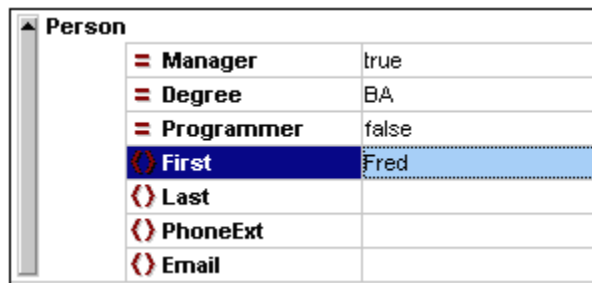 Person
= Manager true
= Degree BA
= Programmer false
() First Fred
() Last
() PhoneExt
() Email